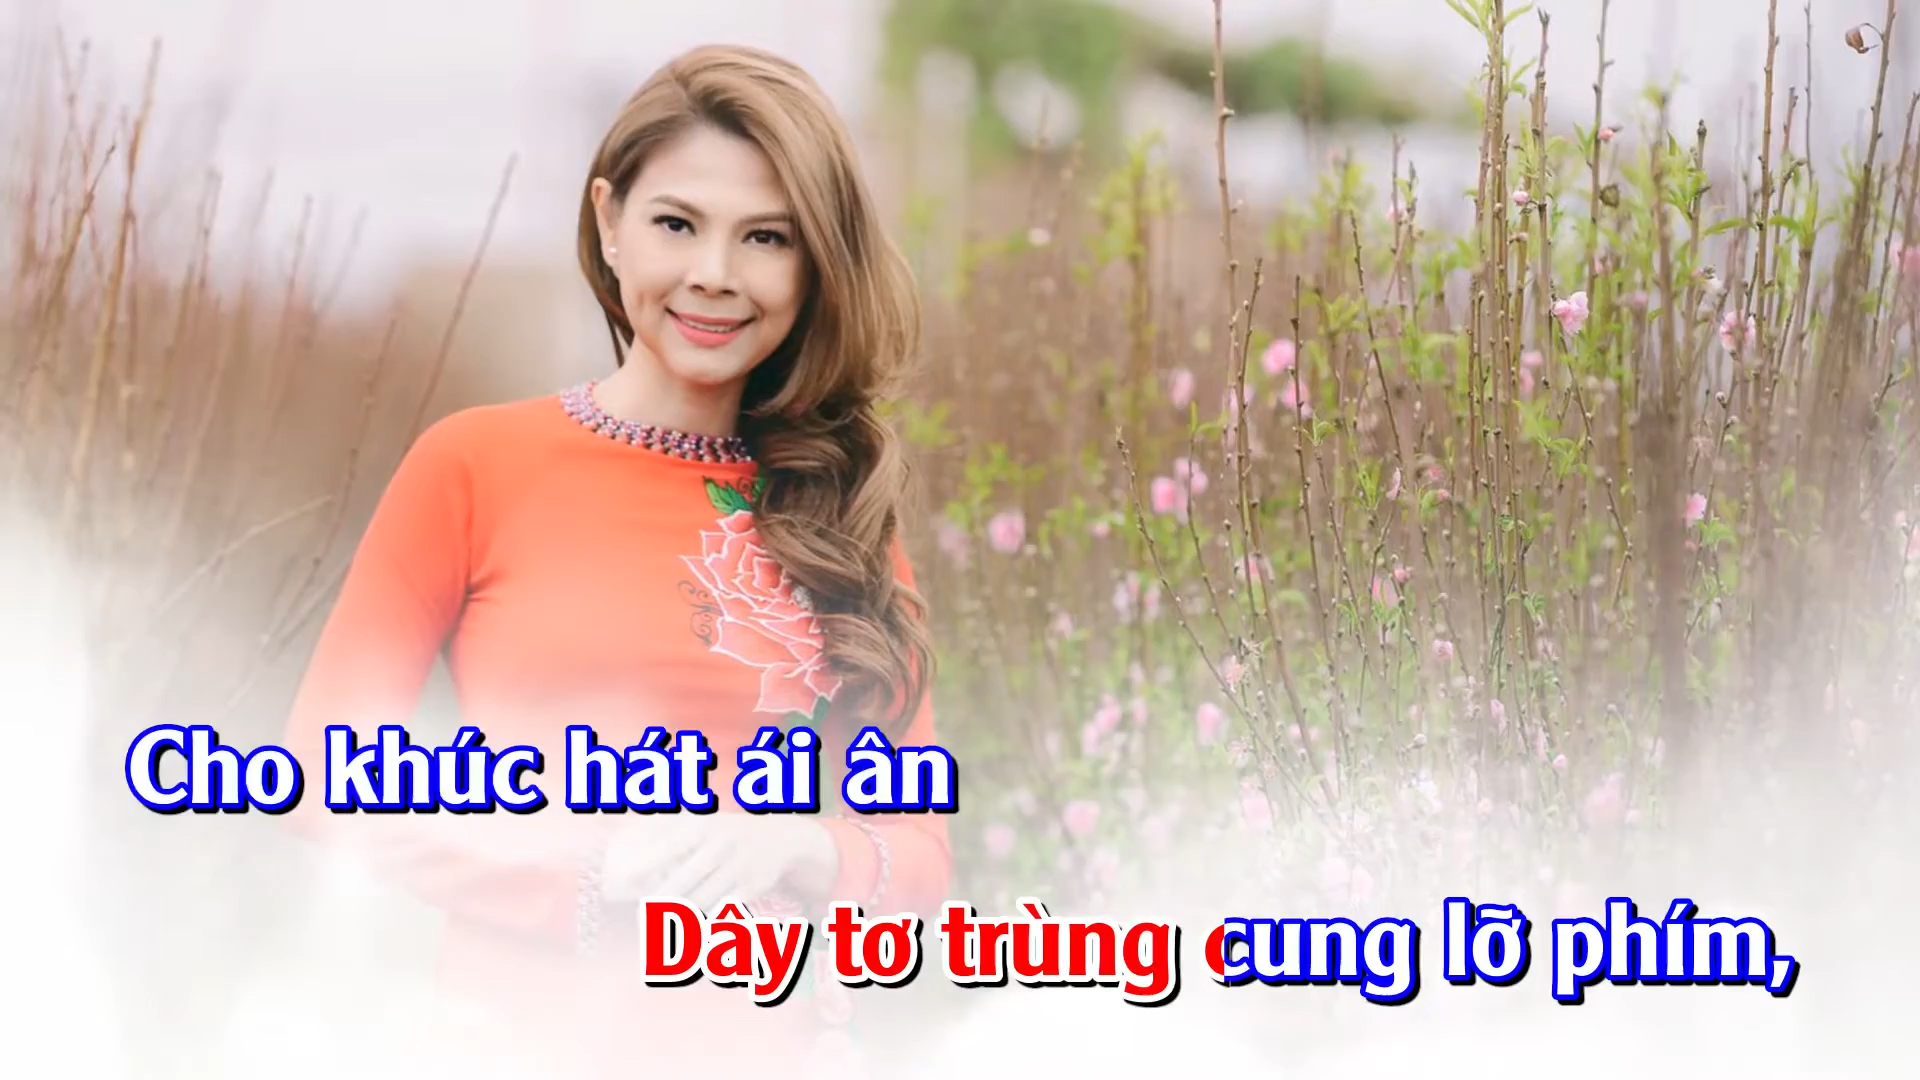 Cho khúc hát ái ân
Dây tơ trùng cung lỡ phím,